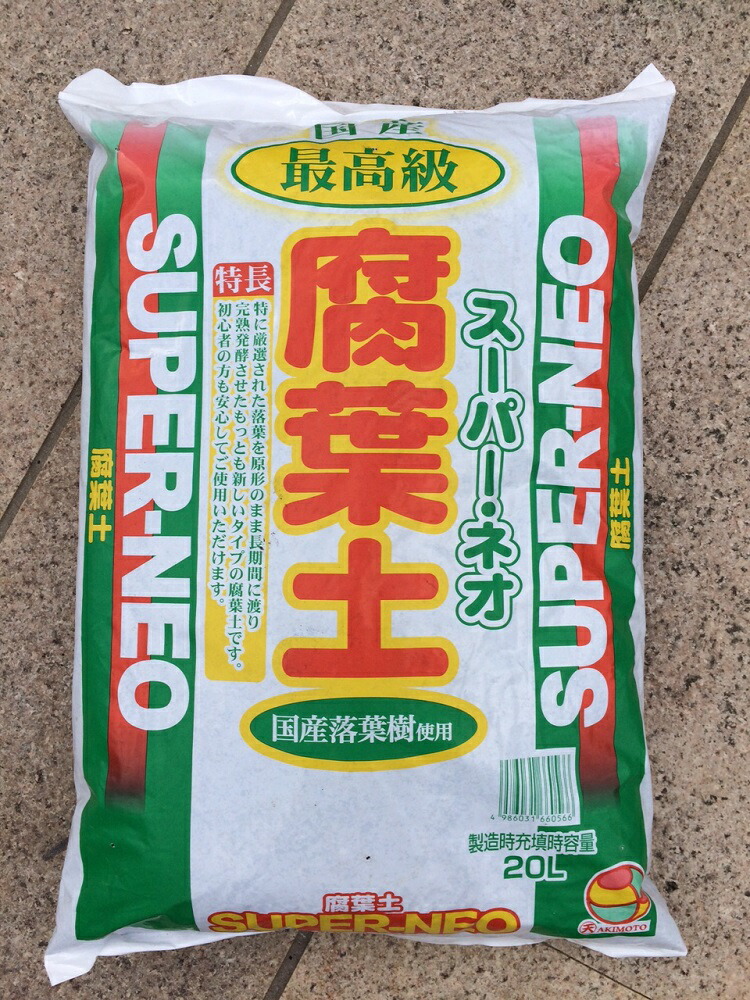 国産
最高級
スーパー・ネオ
腐葉土
特長
特に厳選された落葉を原形のまま長期間に渡り
完熟発酵させたもっとも新しいタイプの腐葉土です。
初心者の方も安心してご使用いただけます。
国産落葉樹使用
SUPER-NEO
腐葉土
SUPER-NEO
腐葉土
4 986031 660566
製造時充填時容量
20L
腐葉土
SUPER-NEO
天 AKIMOTO